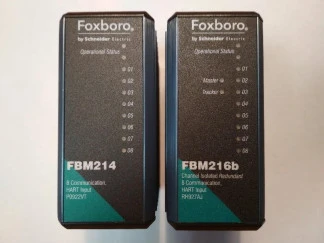 Foxboro®
by Schneider Electric
Operational Status
01
02
03
04
05
06
07
08
FBM214
8 Communication,
HART Input
P0922VT
Foxboro®
by Schneider Electric
Operational Status
01
Master
02
Tracker
03
04
05
06
07
08
FBM216b
Channel Isolated Redundant
8 Communication,
HART Input